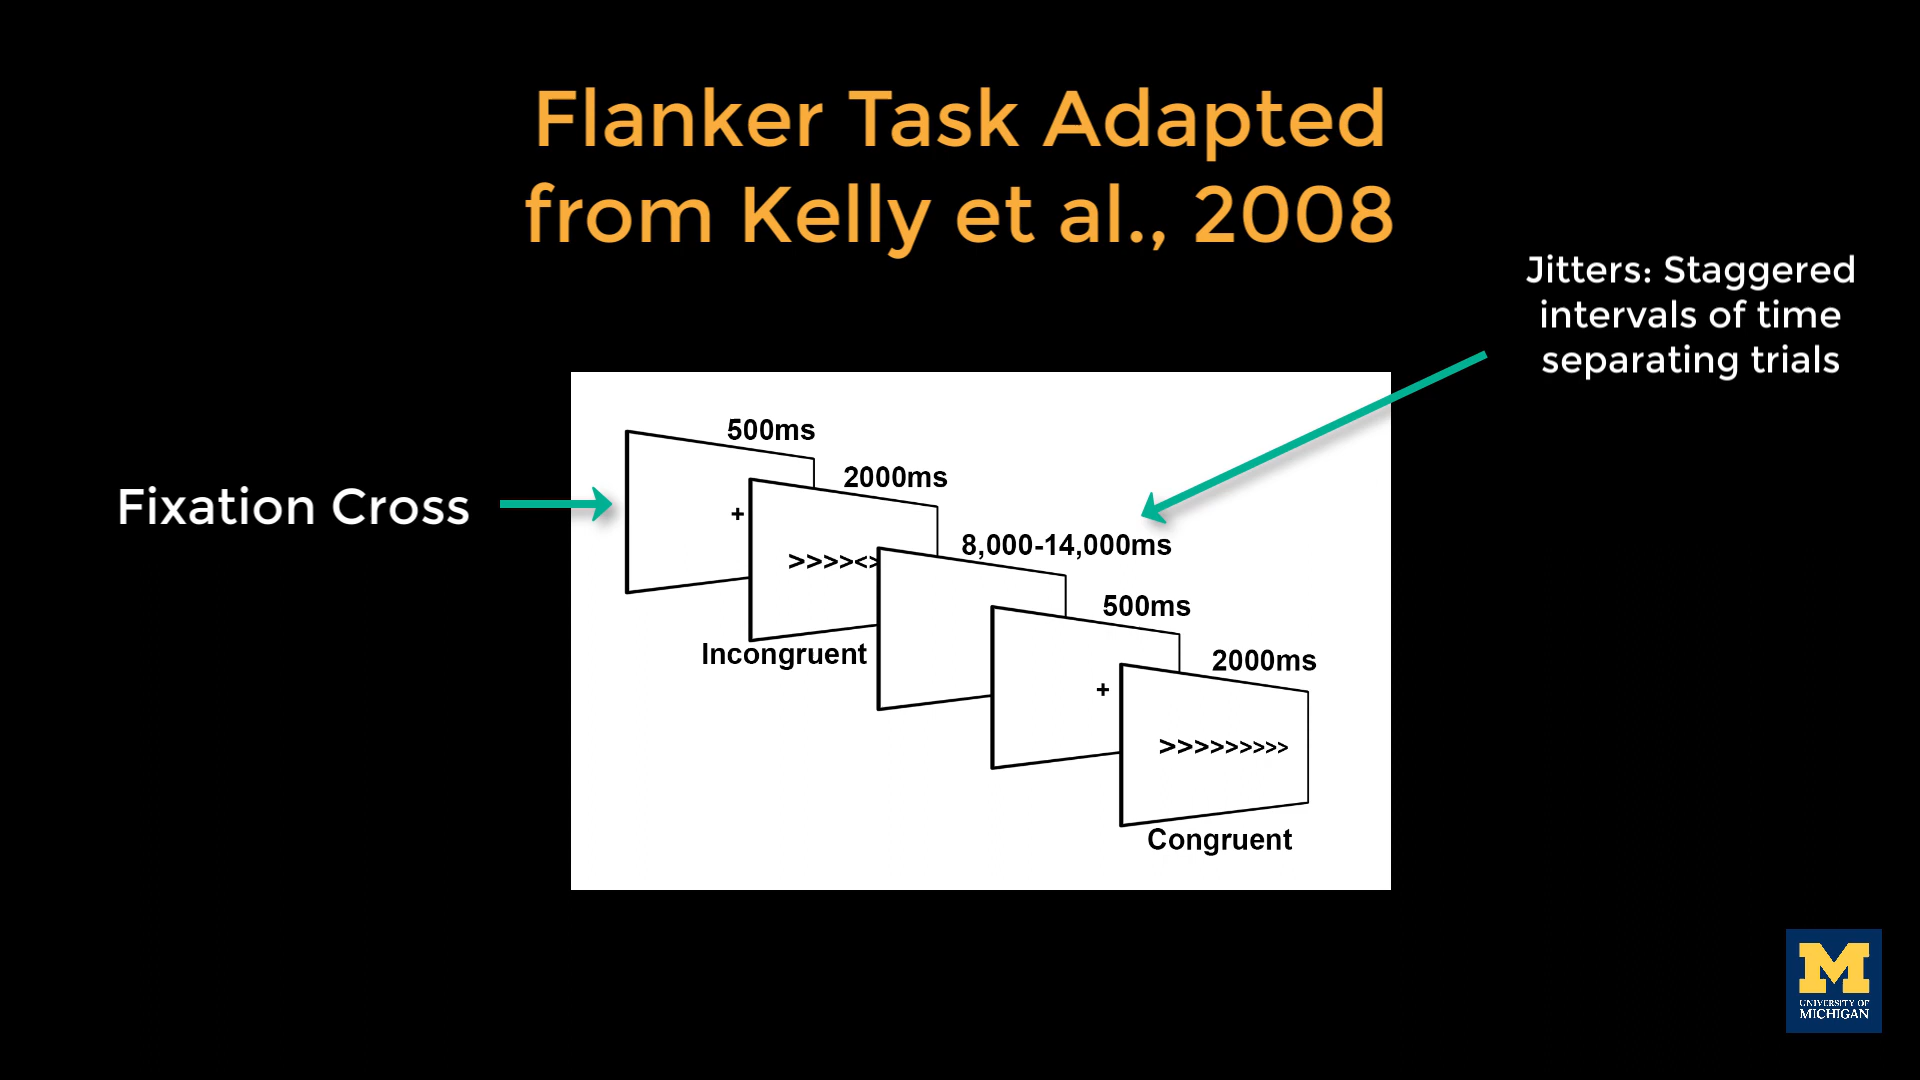 Flanker Task Adapted
from Kelly et al., 2008
Jitters: Staggered
intervals of time
separating trials
Fixation Cross
500ms
+
2000ms
>>>><>
Incongruent
8,000-14,000ms
500ms
+
2000ms
>>>>>>>>>>
Congruent
M
UNIVERSITY OF
MICHIGAN